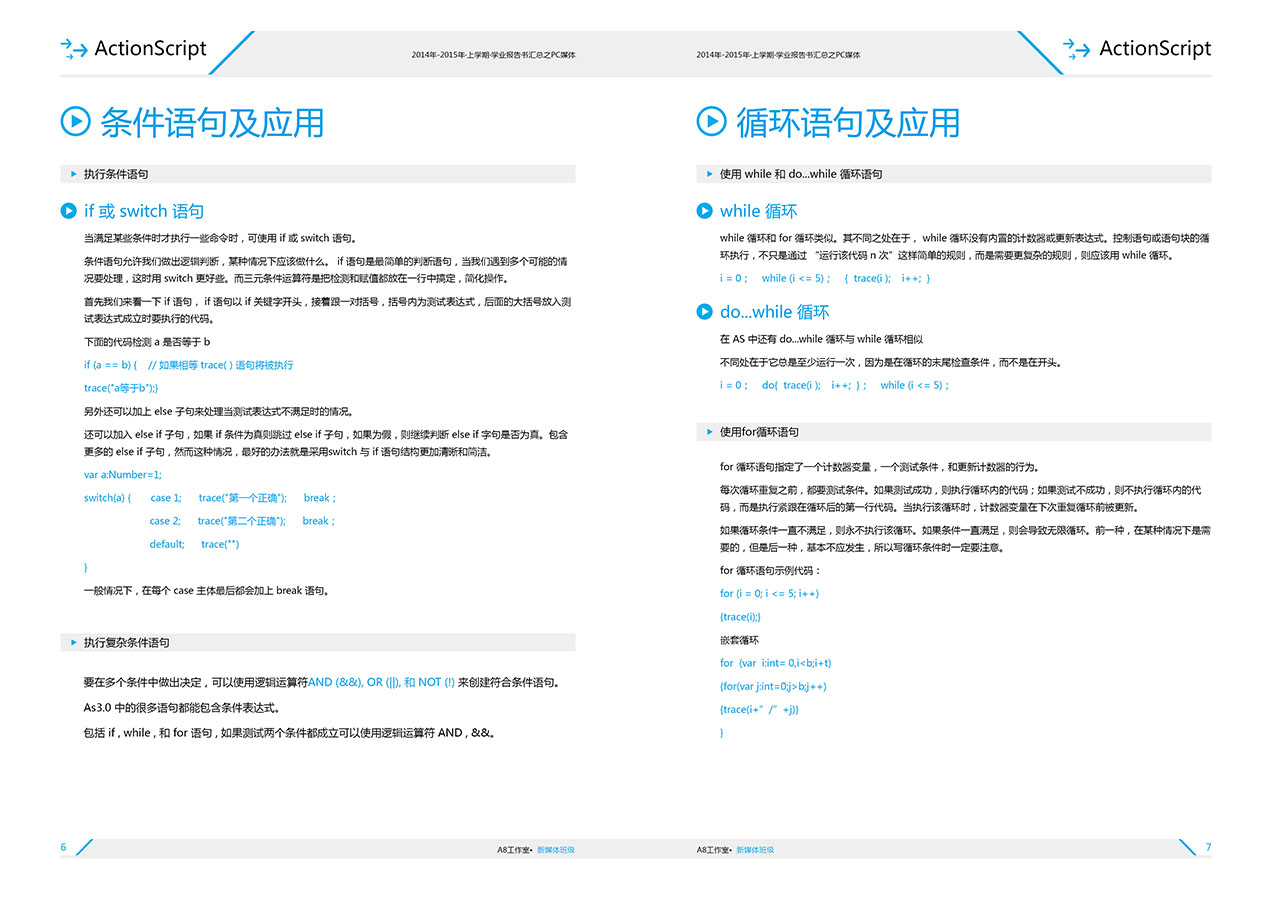 ActionScript
2014年-2015年·上学期·学业报告书汇总之PC媒体
条件语句及应用
执行条件语句
if 或 switch 语句
当满足某些条件时才执行一些命令时，可使用 if 或 switch 语句。
条件语句允许我们做出逻辑判断，某种情况下应该做什么。 if 语句是最简单的判断语句，当我们遇到多个可能的情
况要处理，这时用 switch 更好些。而三元条件运算符是把检测和赋值都放在一行中搞定，简化操作。
首先我们来看一下 if 语句， if 语句以 if 关键字开头，接着跟一对括号，括号内为测试表达式，后面的大括号放入测
试表达式成立时要执行的代码。
下面的代码检测 a 是否等于 b
if (a == b) { // 如果相等 trace( ) 语句将被执行
trace("a等于b");}
另外还可以加上 else 子句来处理当测试表达式不满足时的情况。
还可以加入 else if 子句，如果 if 条件为真则跳过 else if 子句，如果为假，则继续判断 else if 字句是否为真。包含
更多的 else if 子句，然而这种情况，最好的办法就是采用switch 与 if 语句结构更加清晰和简洁。
var a:Number=1;
switch(a) { case 1; trace("第一个正确"); break ;
case 2; trace("第二个正确"); break ;
default; trace("")
}
一般情况下，在每个 case 主体最后都会加上 break 语句。
执行复杂条件语句
要在多个条件中做出决定，可以使用逻辑运算符AND (&&), OR (||), 和 NOT (!) 来创建符合条件语句。
As3.0 中的很多语句都能包含条件表达式。
包括 if , while , 和 for 语句 , 如果测试两个条件都成立可以使用逻辑运算符 AND , &&。
6
A8工作室• 新媒体班级
2014年-2015年·上学期·学业报告书汇总之PC媒体
ActionScript
循环语句及应用
使用 while 和 do...while 循环语句
while 循环
while 循环和 for 循环类似。其不同之处在于， while 循环没有内置的计数器或更新表达式。控制语句或语句块的循
环执行，不只是通过 “运行该代码 n 次”这样简单的规则，而是需要更复杂的规则，则应该用 while 循环。
i = 0 ; while (i <= 5) ; { trace(i ); i++; }
do...while 循环
在 AS 中还有 do...while 循环与 while 循环相似
不同处在于它总是至少运行一次，因为是在循环的末尾检查条件，而不是在开头。
i = 0 ; do{ trace(i ); i++; } ; while (i <= 5) ;
使用for循环语句
for 循环语句指定了一个计数器变量，一个测试条件，和更新计数器的行为。
每次循环重复之前，都要测试条件。如果测试成功，则执行循环内的代码；如果测试不成功，则不执行循环内的代
码，而是执行紧跟在循环后的第一行代码。当执行该循环时，计数器变量在下次重复循环前被更新。
如果循环条件一直不满足，则永不执行该循环。如果条件一直满足，则会导致无限循环。前一种，在某种情况下是需
要的，但是后一种，基本不应发生，所以写循环条件时一定要注意。
for 循环语句示例代码：
for (i = 0; i <= 5; i++)
{trace(i);}
嵌套循环
for (var i:int= 0,i<b;i+t)
{for(var j:int=0;j>b;j++)
{trace(i+” /” +j)}
}
A8工作室• 新媒体班级
7